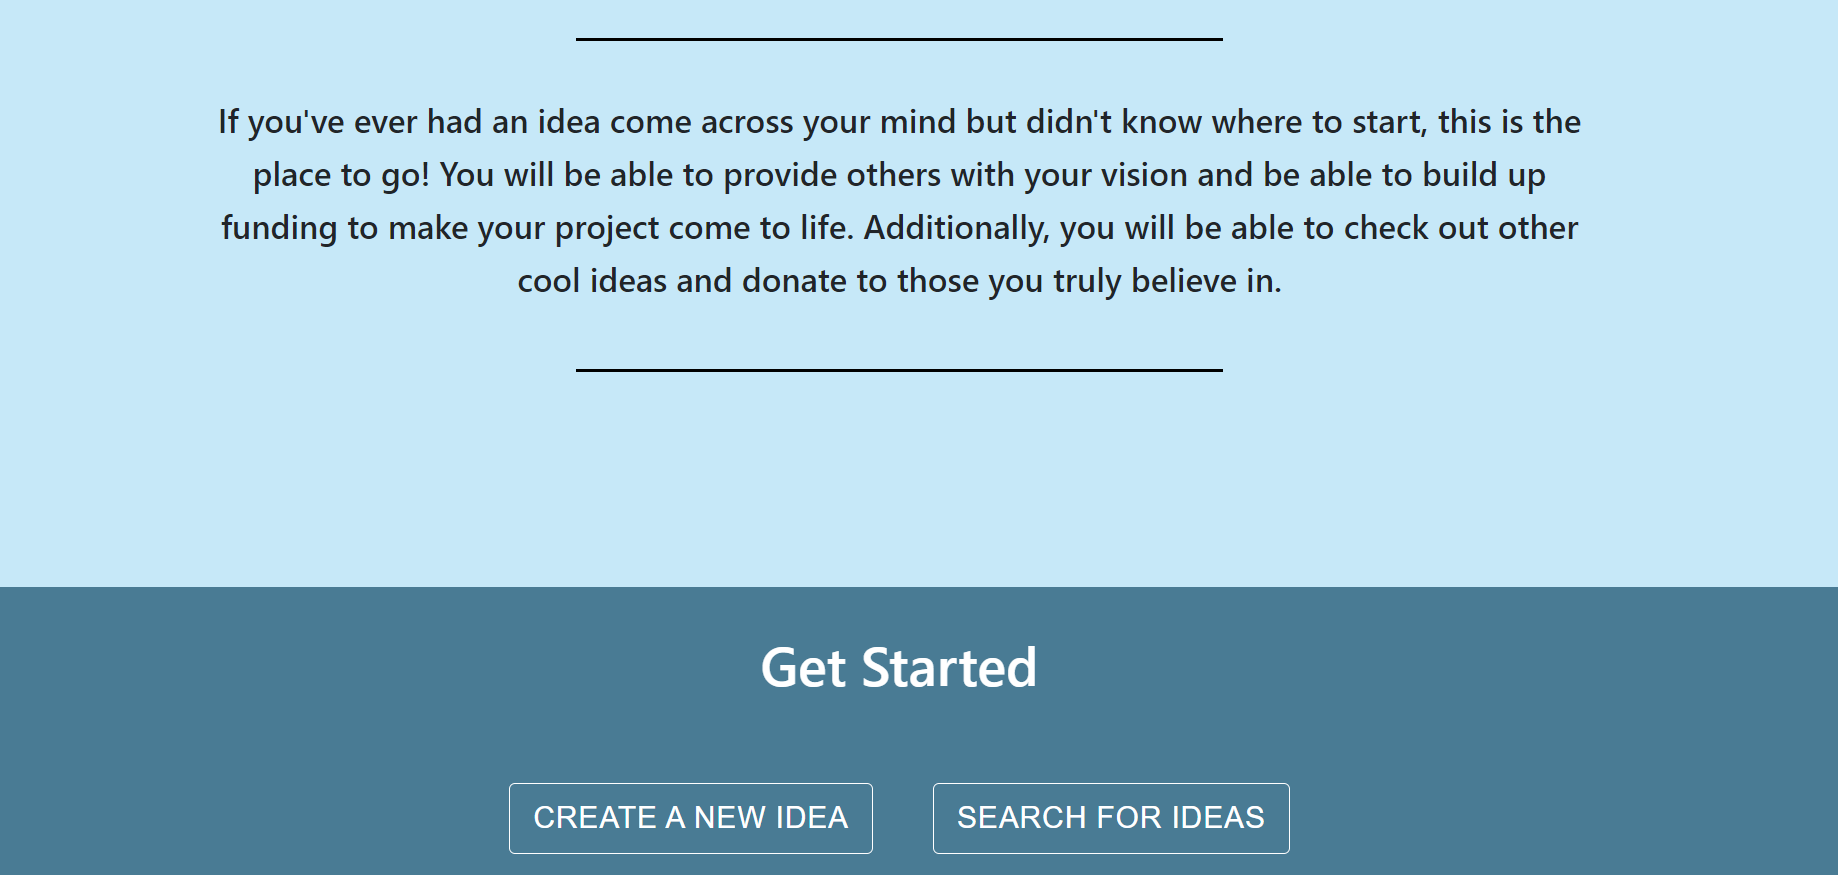 If you've ever had an idea come across your mind but didn't know where to start, this is the
place to go! You will be able to provide others with your vision and be able to build up
funding to make your project come to life. Additionally, you will be able to check out other
cool ideas and donate to those you truly believe in.
Get Started
CREATE A NEW IDEA
SEARCH FOR IDEAS